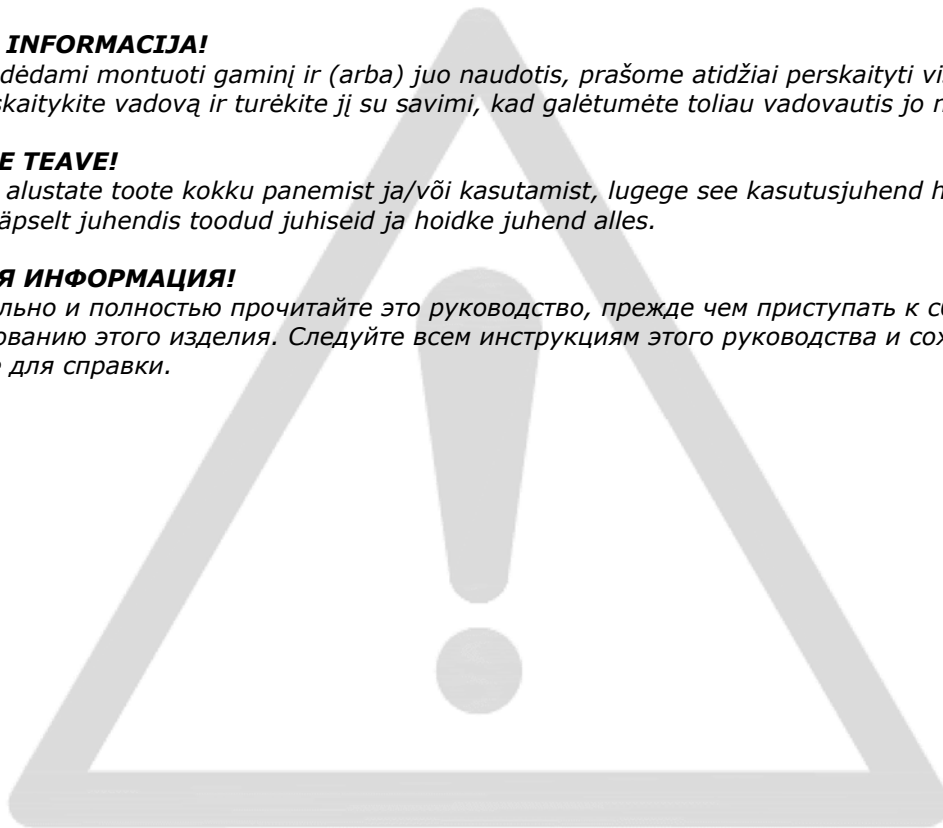 INFORMACIJA!
dėdami montuoti gaminį ir (arba) juo naudotis, prašome atidžiai perskaityti vi
skaitykite vadovą ir turėkite jį su savimi, kad galėtumėte toliau vadovautis jo n
E TEAVE!
alustate toote kokku panemist ja/või kasutamist, lugege see kasutusjuhend h
äpselt juhendis toodud juhiseid ja hoidke juhend alles.
Я ИНФОРМАЦИЯ!
льно и полностью прочитайте это руководство, прежде чем приступать к сб
ованию этого изделия. Следуйте всем инструкциям этого руководства и сох
для справки.